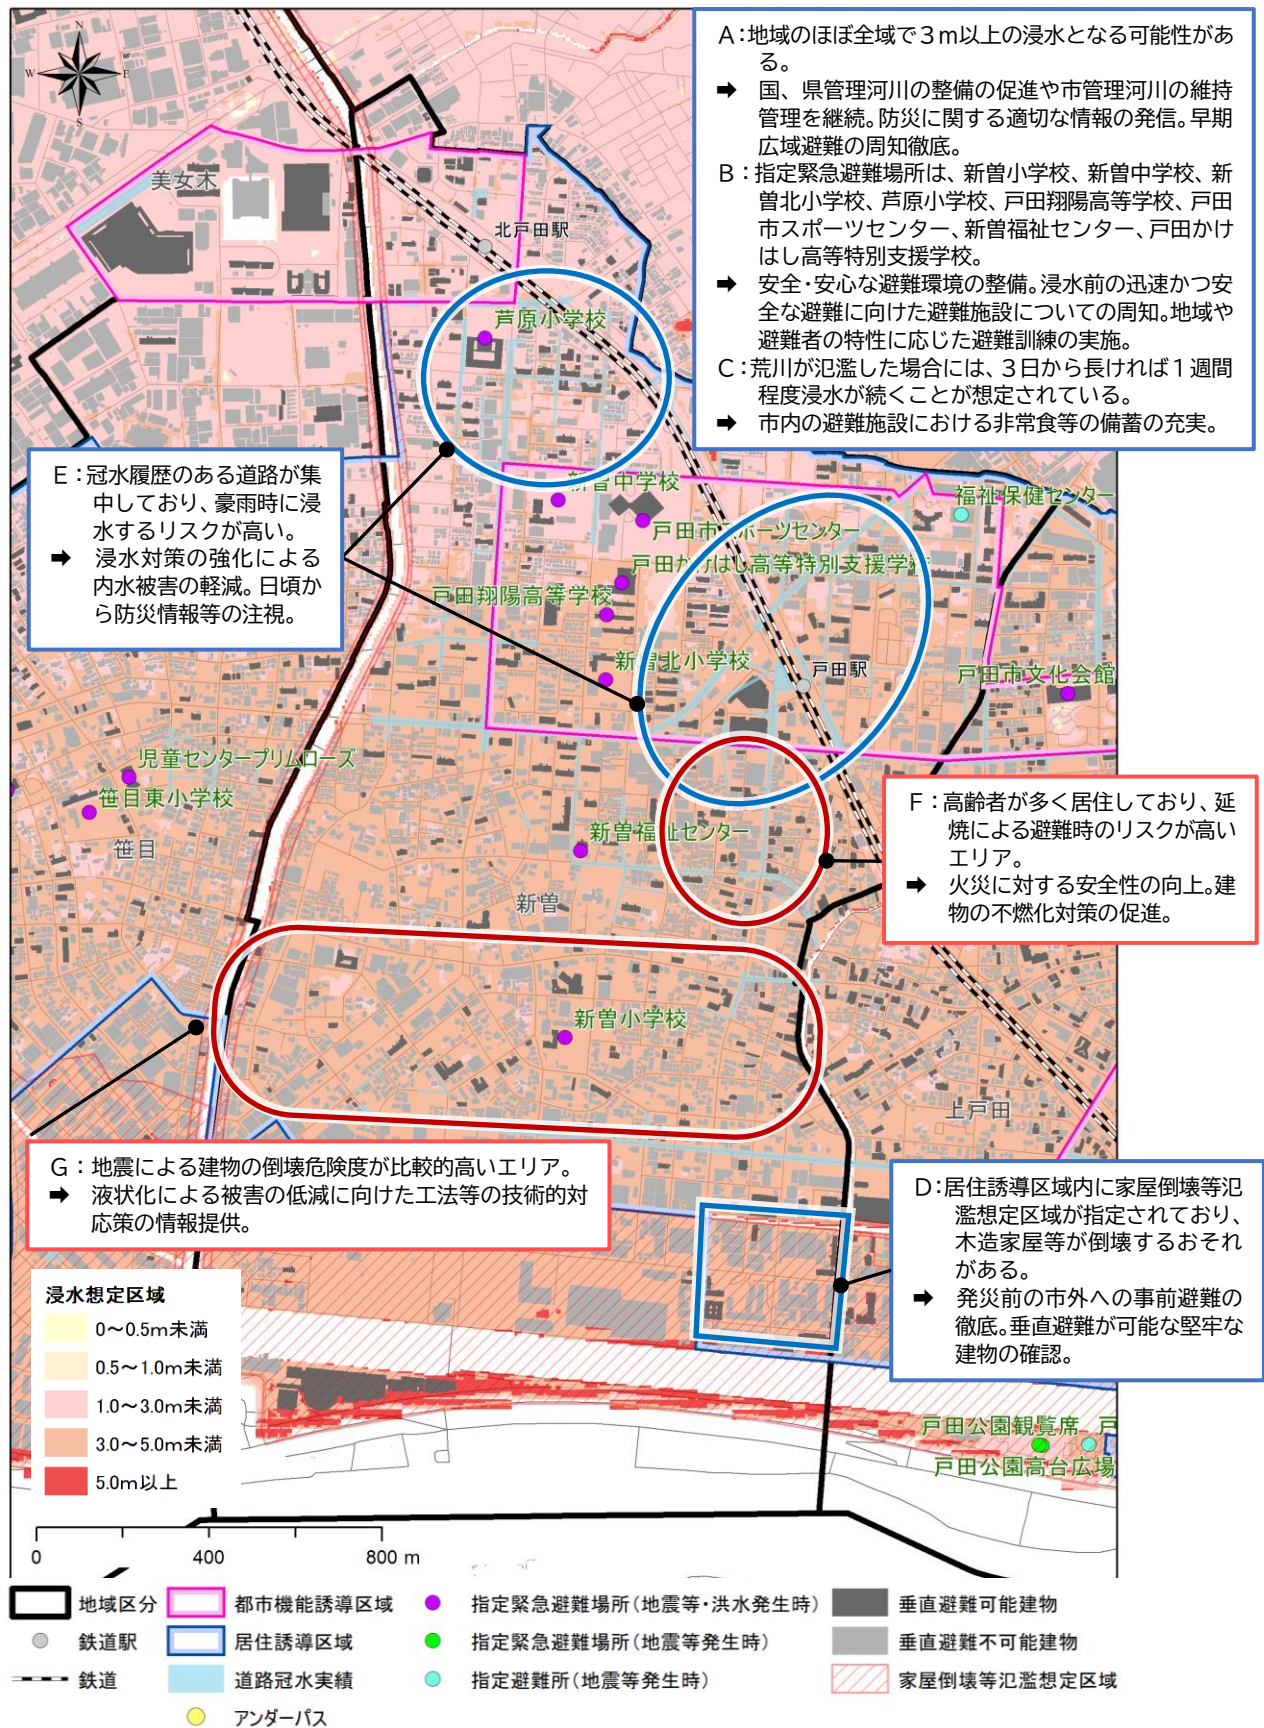 N
W
E
S
A：地域のほぼ全域で３ｍ以上の浸水となる可能性があ
る。
➡ 国、県管理河川の整備の促進や市管理河川の維持
管理を継続。防災に関する適切な情報の発信。早期
広域避難の周知徹底。
B：指定緊急避難場所は、新曽小学校、新曽中学校、新
曽北小学校、芦原小学校、戸田翔陽高等学校、戸田
市スポーツセンター、新曽福祉センター、戸田かけ
はし高等特別支援学校。
➡ 安全・安心な避難環境の整備。浸水前の迅速かつ安
全な避難に向けた避難施設についての周知。地域や
避難者の特性に応じた避難訓練の実施。
C：荒川が氾濫した場合には、３日から長ければ１週間
程度浸水が続くことが想定されている。
➡ 市内の避難施設における非常食等の備蓄の充実。
美女木
北戸田駅
芦原小学校
E：冠水履歴のある道路が集
中しており、豪雨時に浸
水するリスクが高い。
➡ 浸水対策の強化による
内水被害の軽減。日頃か
ら防災情報等の注視。
新曽中学校
福祉保健センター
戸田市スポーツセンター
戸田かけはし高等特別支援学校
戸田翔陽高等学校
新曽北小学校
戸田駅
戸田市文化会館
児童センタープリムローズ
笹目東小学校
笹目
新曽福祉センター
新曽
F：高齢者が多く居住しており、延
焼による避難時のリスクが高い
エリア。
➡ 火災に対する安全性の向上。建
物の不燃化対策の促進。
新曽小学校
上戸田
G：地震による建物の倒壊危険度が比較的高いエリア。
➡ 液状化による被害の低減に向けた工法等の技術的対
応策の情報提供。
D：居住誘導区域内に家屋倒壊等氾
濫想定区域が指定されており、
木造家屋等が倒壊するおそれ
がある。
➡ 発災前の市外への事前避難の
徹底。垂直避難が可能な堅牢な
建物の確認。
浸水想定区域
0～0.5m未満
0.5～1.0m未満
1.0～3.0m未満
3.0～5.0m未満
5.0m以上
戸田公園観覧席 戸
戸田公園高台広場
0 400 800 m
地域区分 都市機能誘導区域 指定緊急避難場所（地震等・洪水発生時） 垂直避難可能建物
鉄道駅 居住誘導区域 指定緊急避難場所（地震等発生時） 垂直避難不可能建物
鉄道 道路冠水実績 指定避難所（地震等発生時） 家屋倒壊等氾濫想定区域
アンダーパス